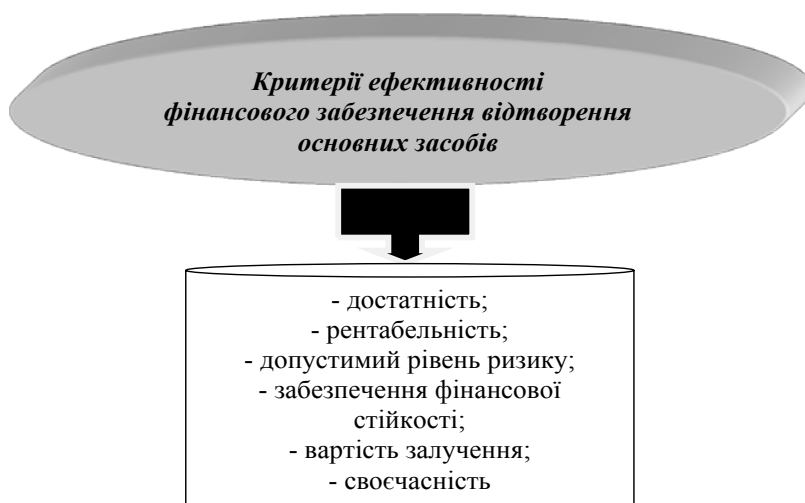 Критерії ефективності
фінансового забезпечення відтворення
основних засобів
- достатність;
- рентабельність;
- допустимий рівень ризику;
- забезпечення фінансової
стійкості;
- вартість залучення;
- своєчасність